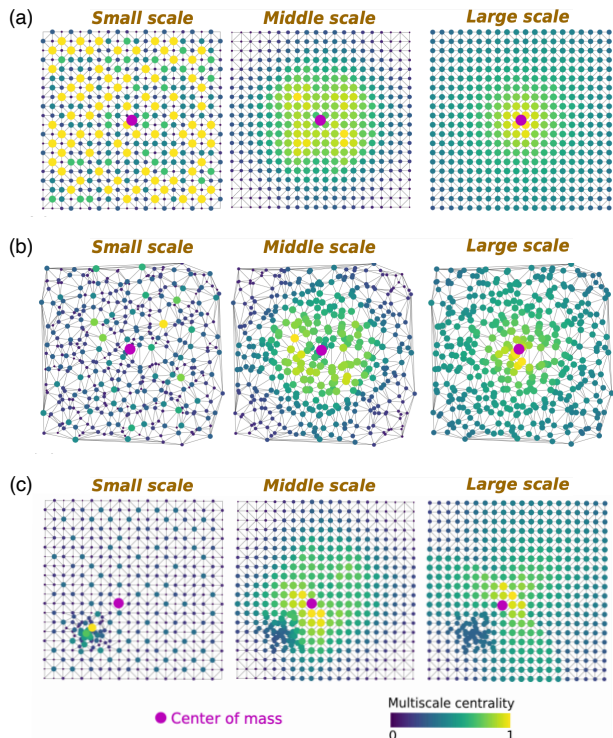 (a)
Small scale
Middle scale
Large scale
(b)
Small scale
Middle scale
Large scale
(c)
Small scale
Middle scale
Large scale
Center of mass
Multiscale centrality
0 1